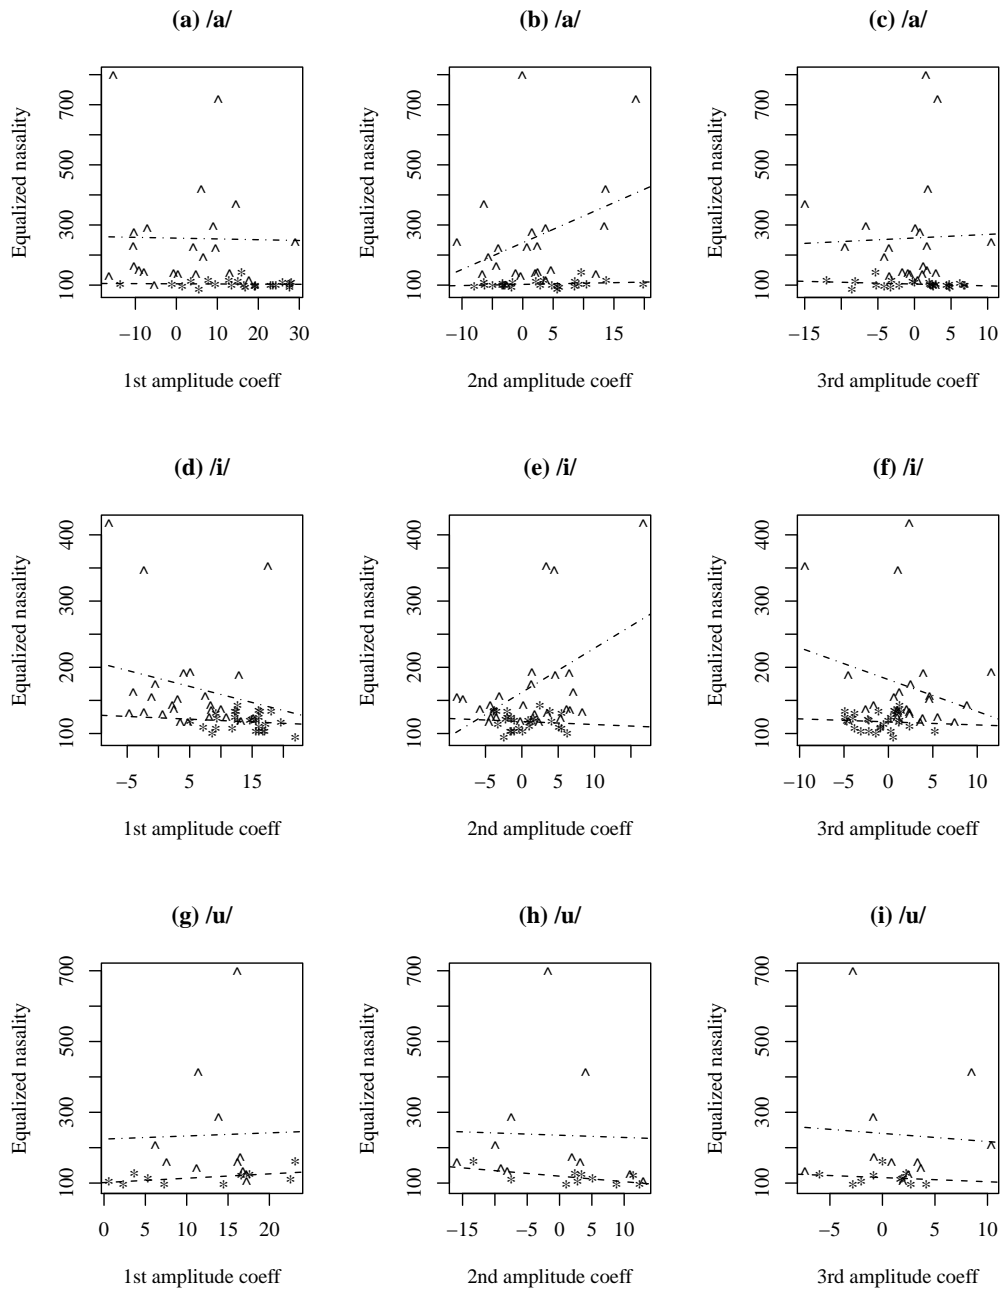 (a) /a/
(b) /a/
(c) /a/
Equalized nasality
100 300 500 700
−10 0 10 20 30
1st amplitude coeff
Equalized nasality
100 300 500 700
−10 0 5 15
2nd amplitude coeff
Equalized nasality
100 300 500 700
−15 −5 0 5 10
3rd amplitude coeff
(d) /i/
(e) /i/
(f) /i/
Equalized nasality
100 200 300 400
−5 5 15
1st amplitude coeff
Equalized nasality
100 200 300 400
−5 0 5 10
2nd amplitude coeff
Equalized nasality
100 200 300 400
−10 −5 0 5 10
3rd amplitude coeff
(g) /u/
(h) /u/
(i) /u/
Equalized nasality
100 300 500 700
0 5 10 15 20
1st amplitude coeff
Equalized nasality
100 300 500 700
−15 −5 0 5 10
2nd amplitude coeff
Equalized nasality
100 300 500 700
−5 0 5 10
3rd amplitude coeff